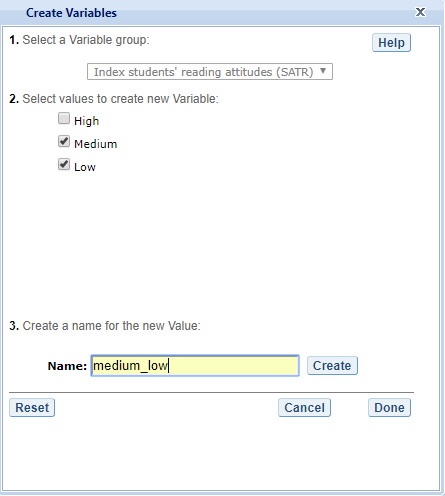 Create Variables
1. Select a Variable group:
Help
Index students' reading attitudes (SATR)
2. Select values to create new Variable:
High
Medium
Low
3. Create a name for the new Value:
Name: medium_low Create
Reset Cancel Done